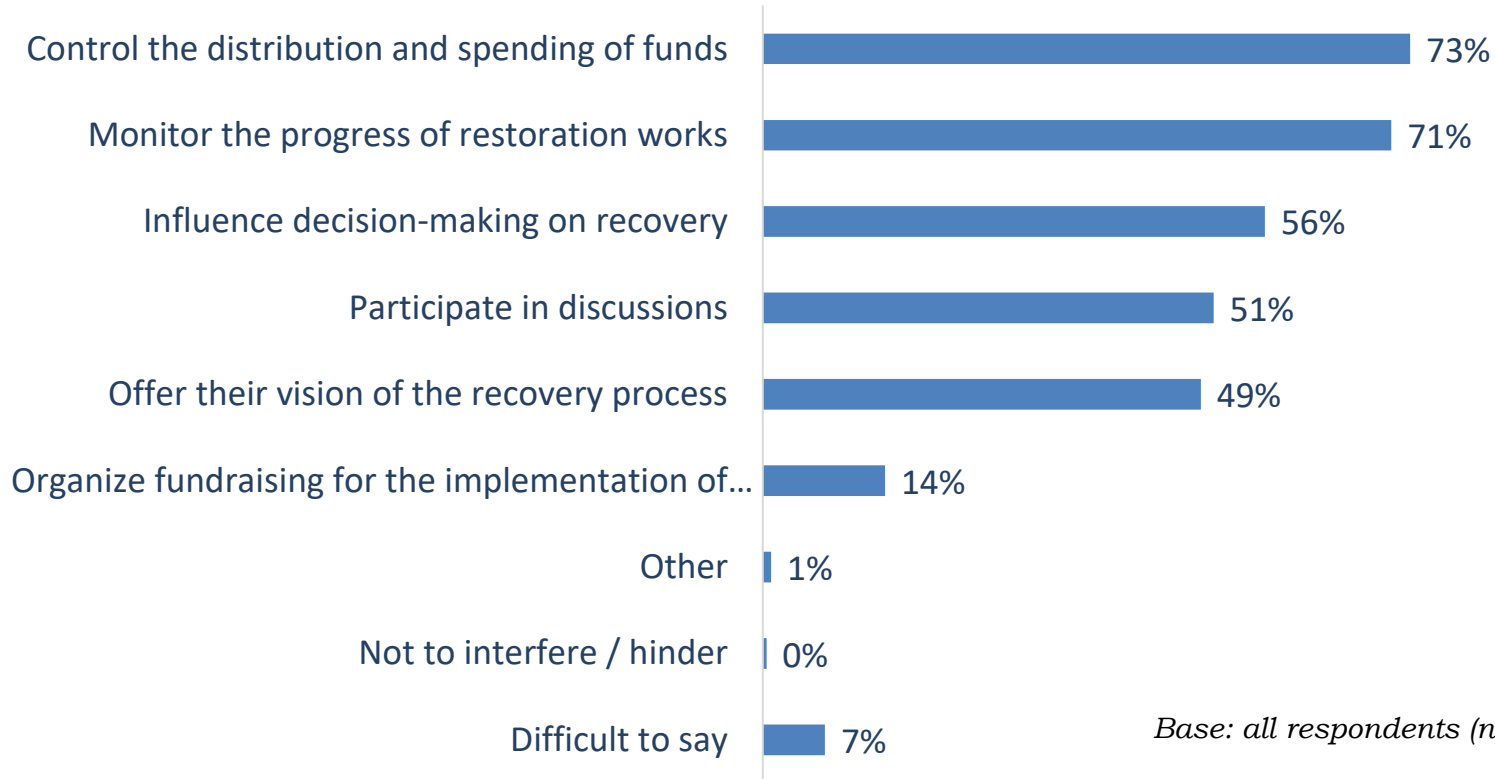 Control the distribution and spending of funds 73%
Monitor the progress of restoration works 71%
Influence decision-making on recovery 56%
Participate in discussions 51%
Offer their vision of the recovery process 49%
Organize fundraising for the implementation of... 14%
Other 1%
Not to interfere / hinder 0%
Difficult to say 7%
Base: all respondents (n